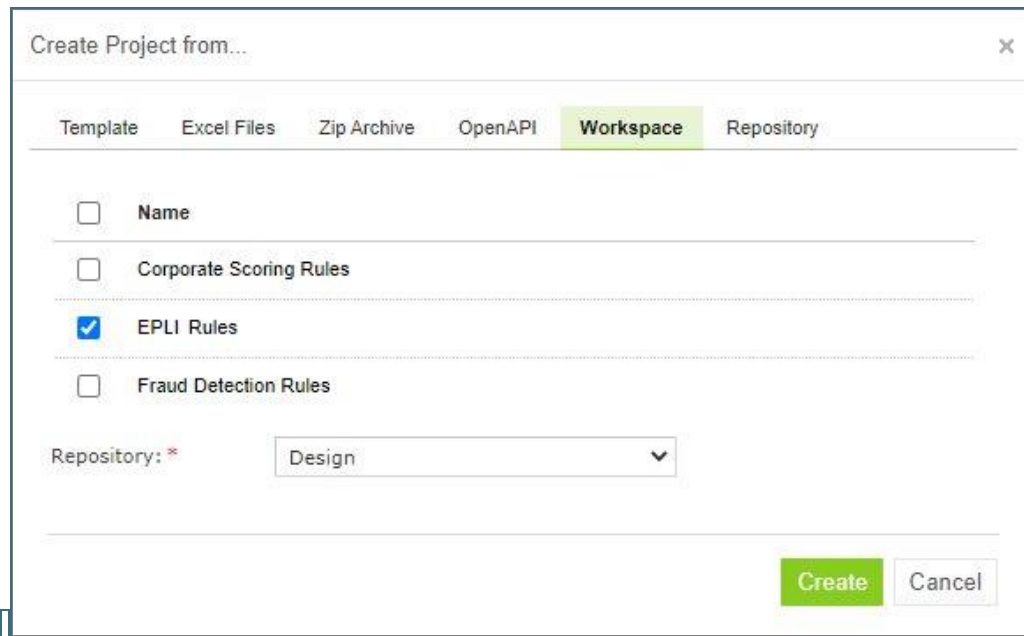 Create Project from...
Template Excel Files Zip Archive OpenAPI Workspace Repository
Name
Corporate Scoring Rules
EPLI Rules
Fraud Detection Rules
Repository: * Design
Create Cancel